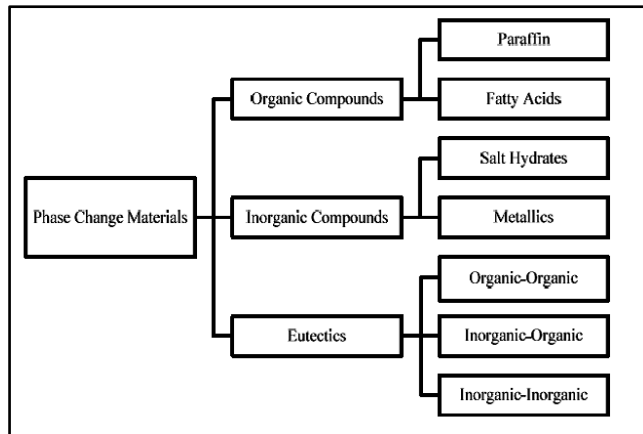 Paraffin
Organic Compounds
Fatty Acids
Salt Hydrates
Phase Change Materials
Inorganic Compounds
Metallics
Organic-Organic
Eutectics
Inorganic-Organic
Inorganic-Inorganic